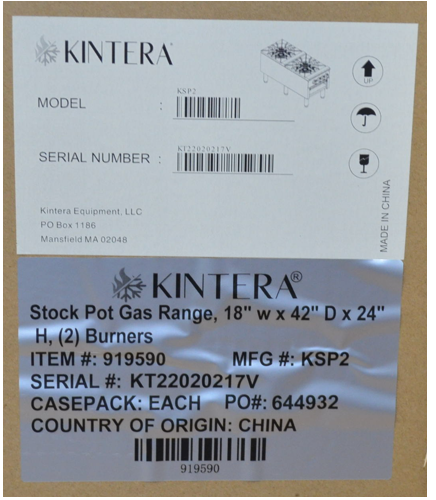 KINTERA
MODEL : KSP2
UP
SERIAL NUMBER : KT22020217V
Kintera Equipment, LLC
PO Box 1186
Mansfield MA 02048
MADE IN CHINA
KINTERA®
Stock Pot Gas Range, 18" w x 42" D x 24"
H, (2) Burners
ITEM #: 919590 MFG #: KSP2
SERIAL #: KT22020217V
CASEPACK: EACH PO#: 644932
COUNTRY OF ORIGIN: CHINA
919590